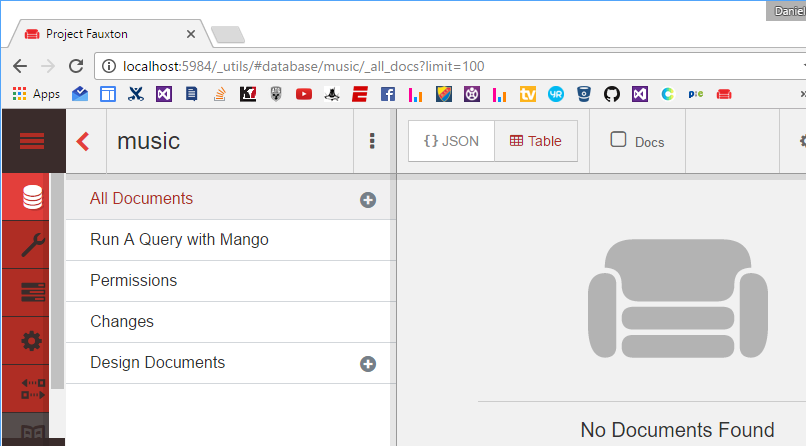 Daniel
Project Fauxton
localhost:5984/_utils/#database/music/_all_docs?limit=100
Apps
music
{} JSON
Table
Docs
All Documents
Run A Query with Mango
Permissions
Changes
Design Documents
No Documents Found